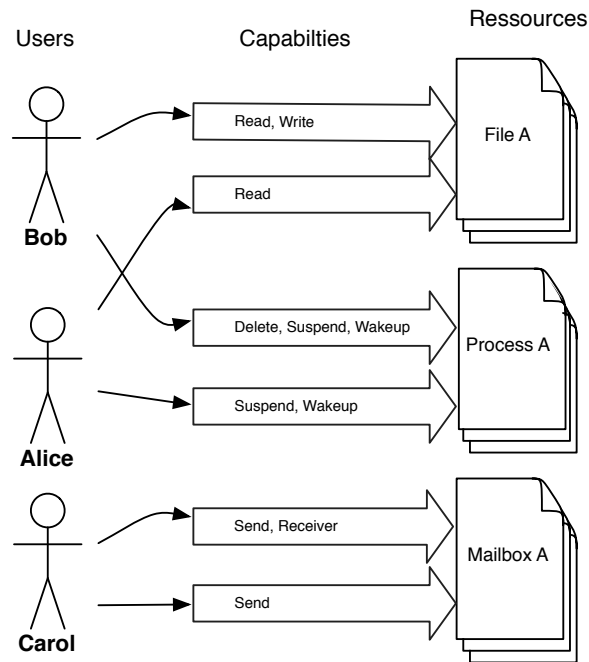 Users
Capabilties
Ressources
Bob
Read, Write
File A
Read
Delete, Suspend, Wakeup
Process A
Alice
Suspend, Wakeup
Send, Receiver
Mailbox A
Send
Carol